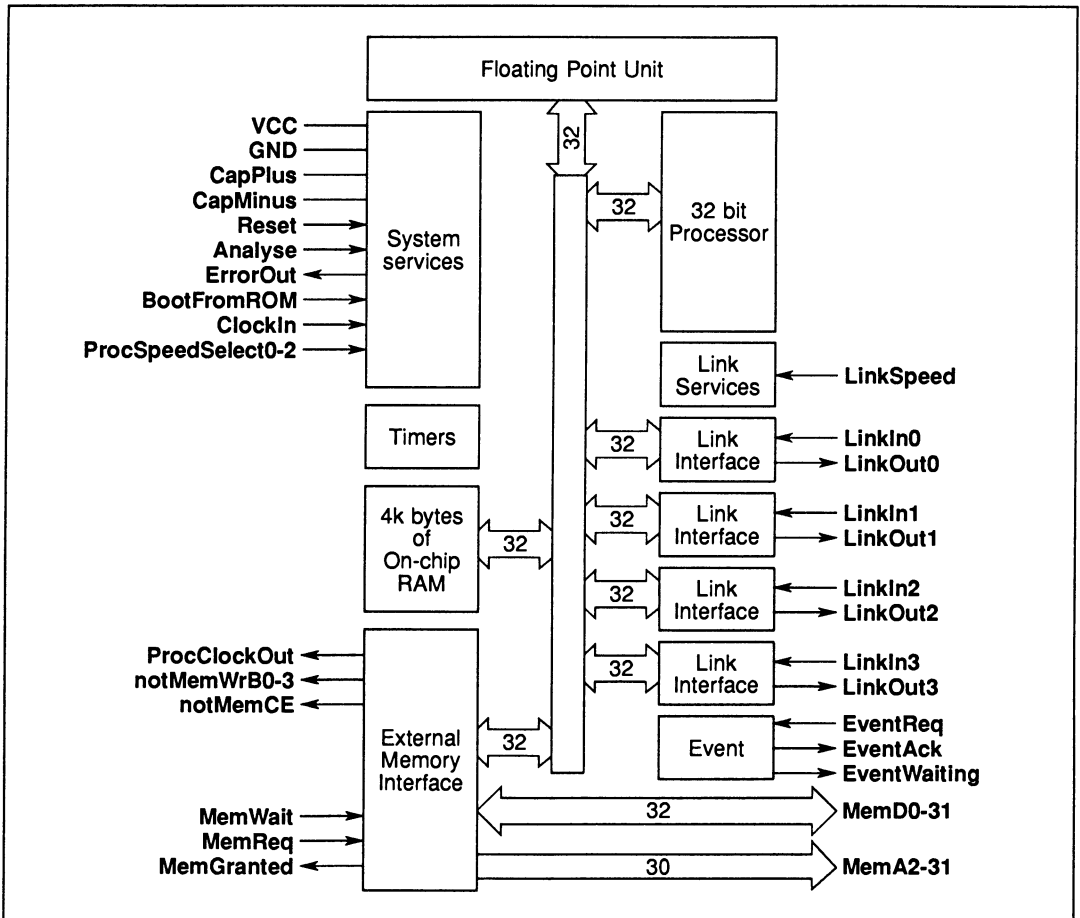 Floating Point Unit
32
VCC
GND
CapPlus
CapMinus
Reset
Analyse
ErrorOut
BootFromROM
ClockIn
ProcSpeedSelect0-2
System
services
32
32 bit
Processor
Link
Services
LinkSpeed
Timers
32
Link
Interface
LinkIn0
LinkOut0
4k bytes
of
On-chip
RAM
32
32
Link
Interface
LinkIn1
LinkOut1
32
Link
Interface
LinkIn2
LinkOut2
32
Link
Interface
LinkIn3
LinkOut3
ProcClockOut
notMemWrB0-3
notMemCE
External
Memory
Interface
32
Event
EventReq
EventAck
EventWaiting
MemWait
MemReq
MemGranted
32
MemD0-31
30
MemA2-31